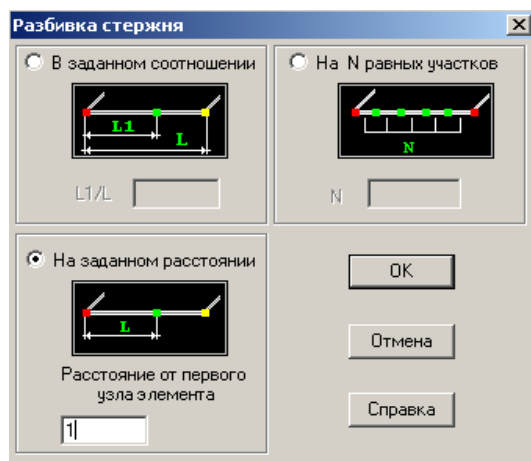 Разбивка стержня
В заданном соотношении
L1
L
L1/L
На N равных участков
N
N
На заданном расстоянии
L
Расстояние от первого
узла элемента
1
OK
Отмена
Справка